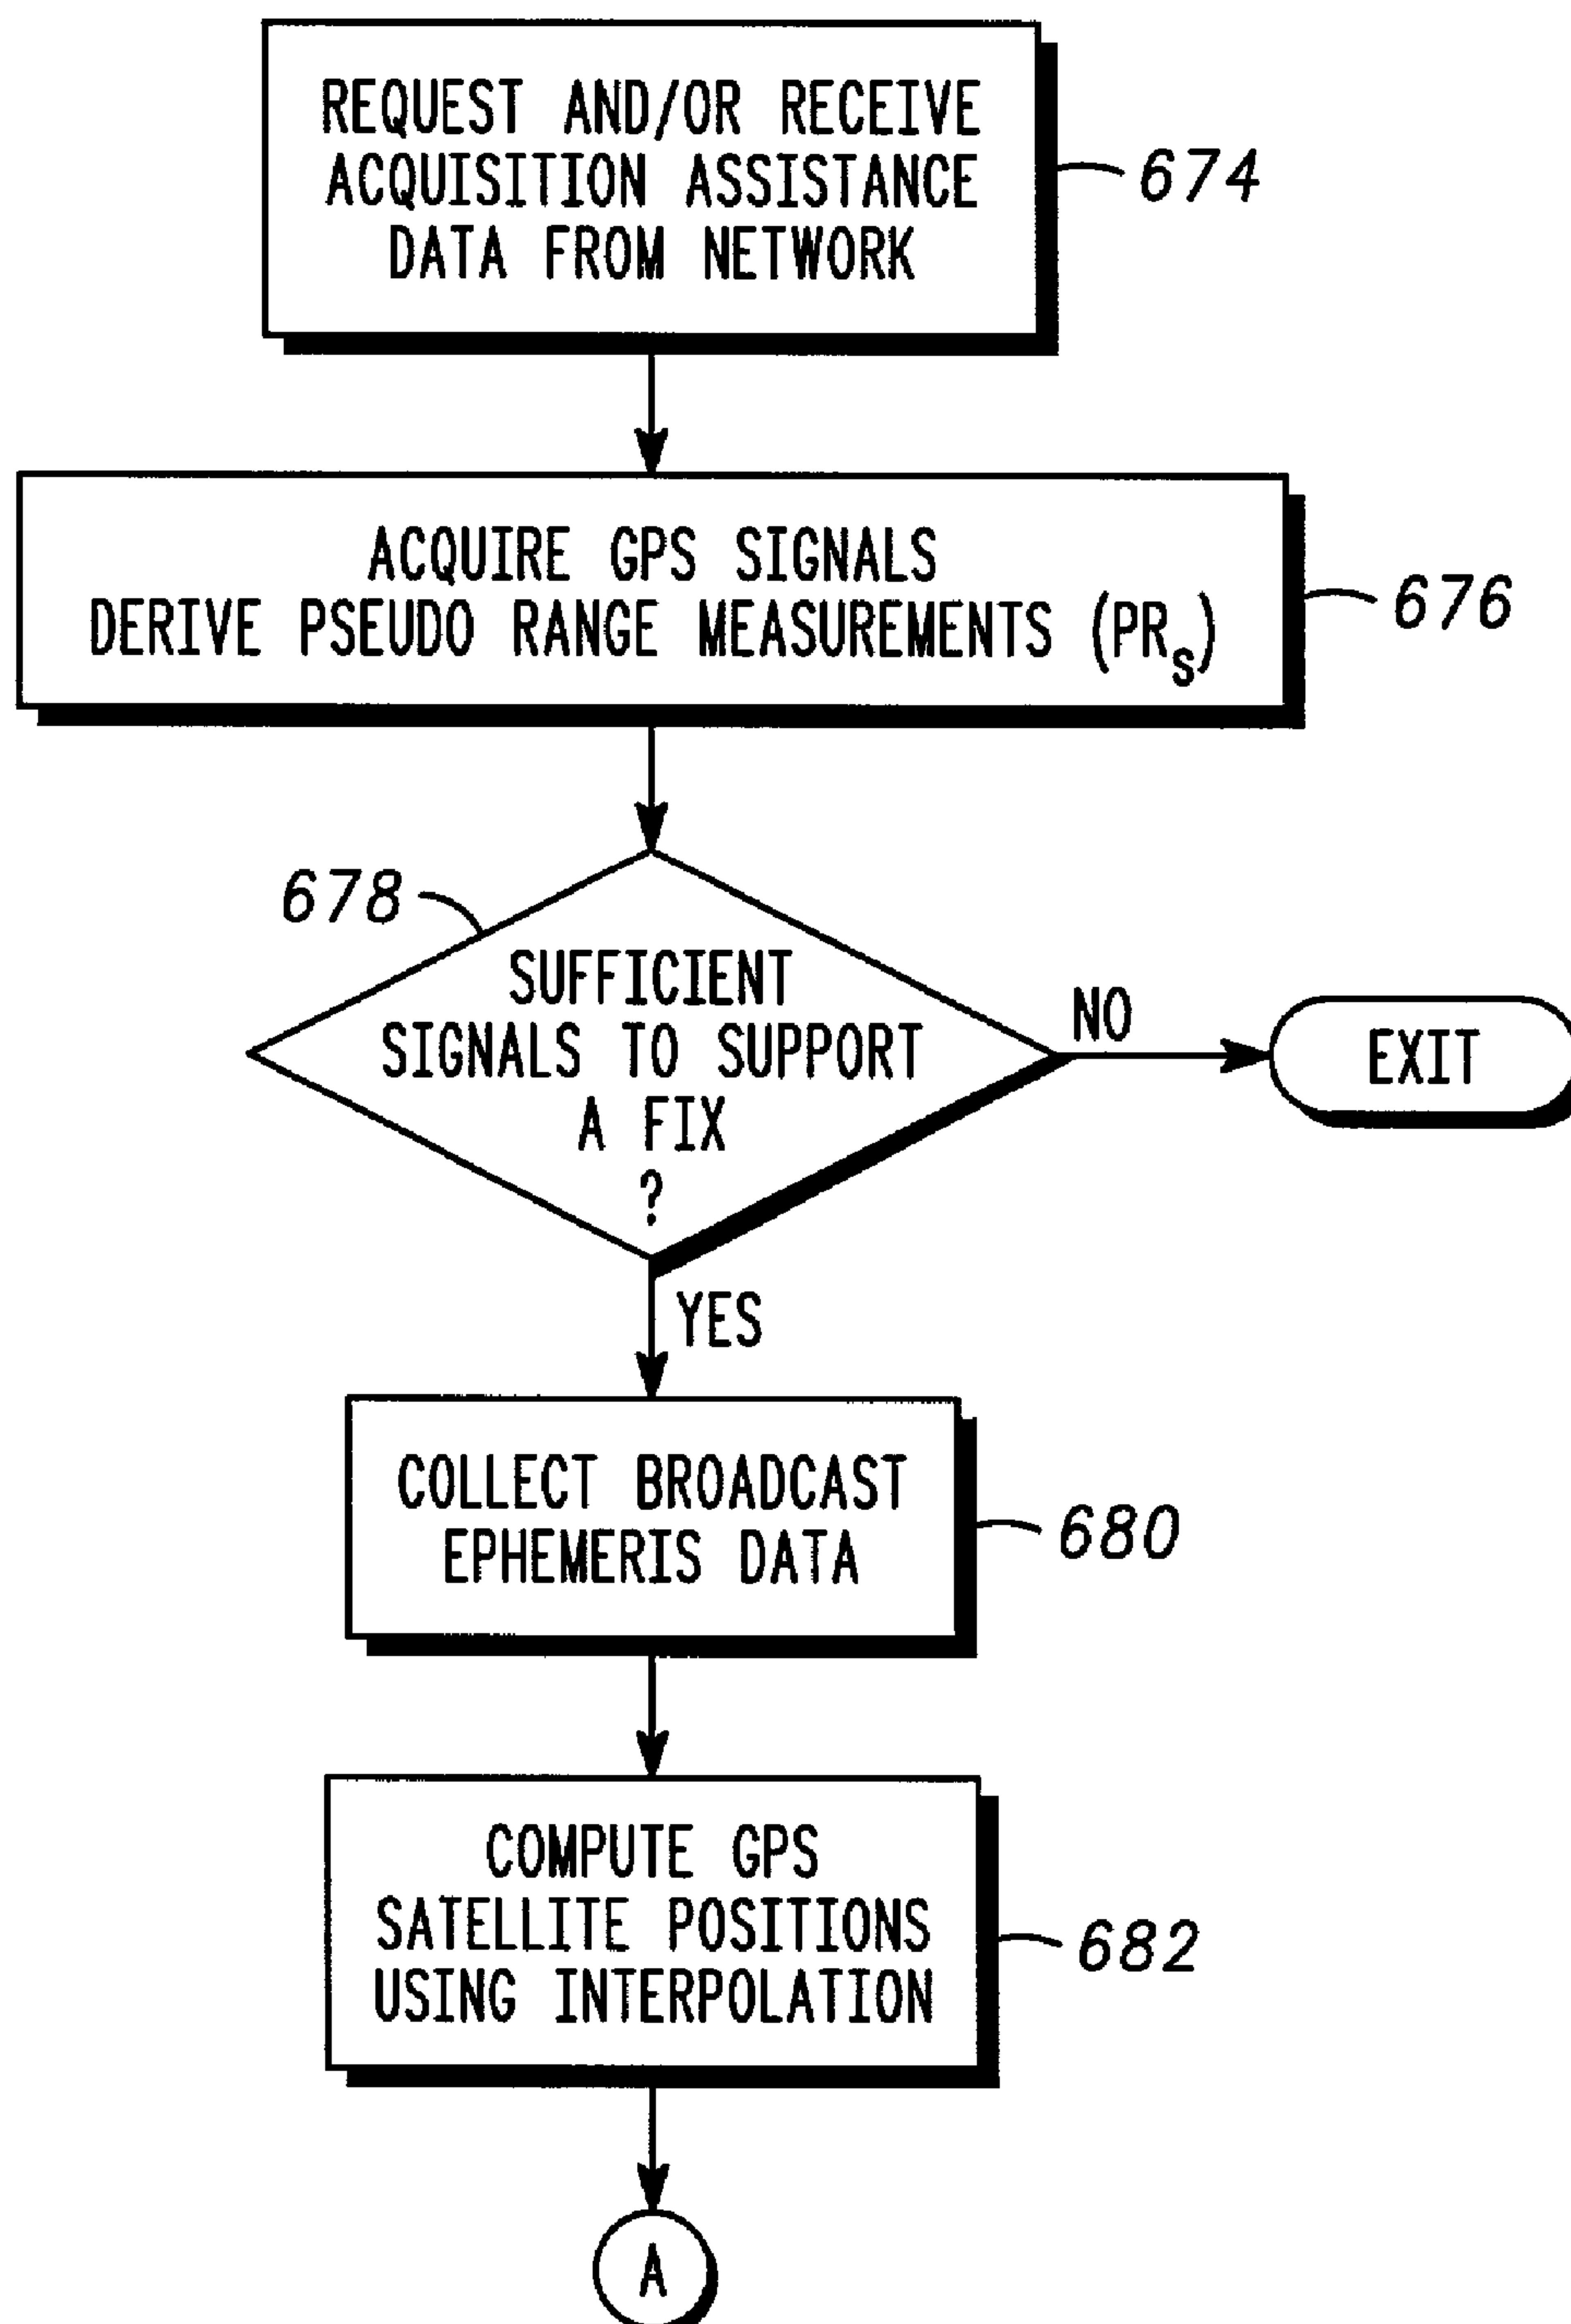 REQUEST AND/OR RECEIVE
ACQUISITION ASSISTANCE
DATA FROM NETWORK
674
ACQUIRE GPS SIGNALS
DERIVE PSEUDO RANGE MEASUREMENTS (PRs)
676
678
SUFFICIENT
SIGNALS TO SUPPORT
A FIX
?
NO
EXIT
YES
COLLECT BROADCAST
EPHEMERIS DATA
680
COMPUTE GPS
SATELLITE POSITIONS
USING INTERPOLATION
682
A